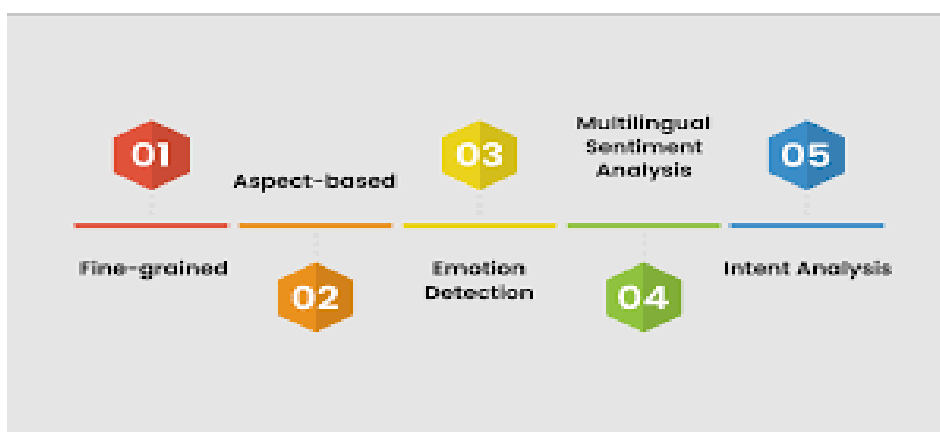 01
Fine-grained
Aspect-based
02
03
Emotion
Detection
Multilingual
Sentiment
Analysis
04
05
Intent Analysis